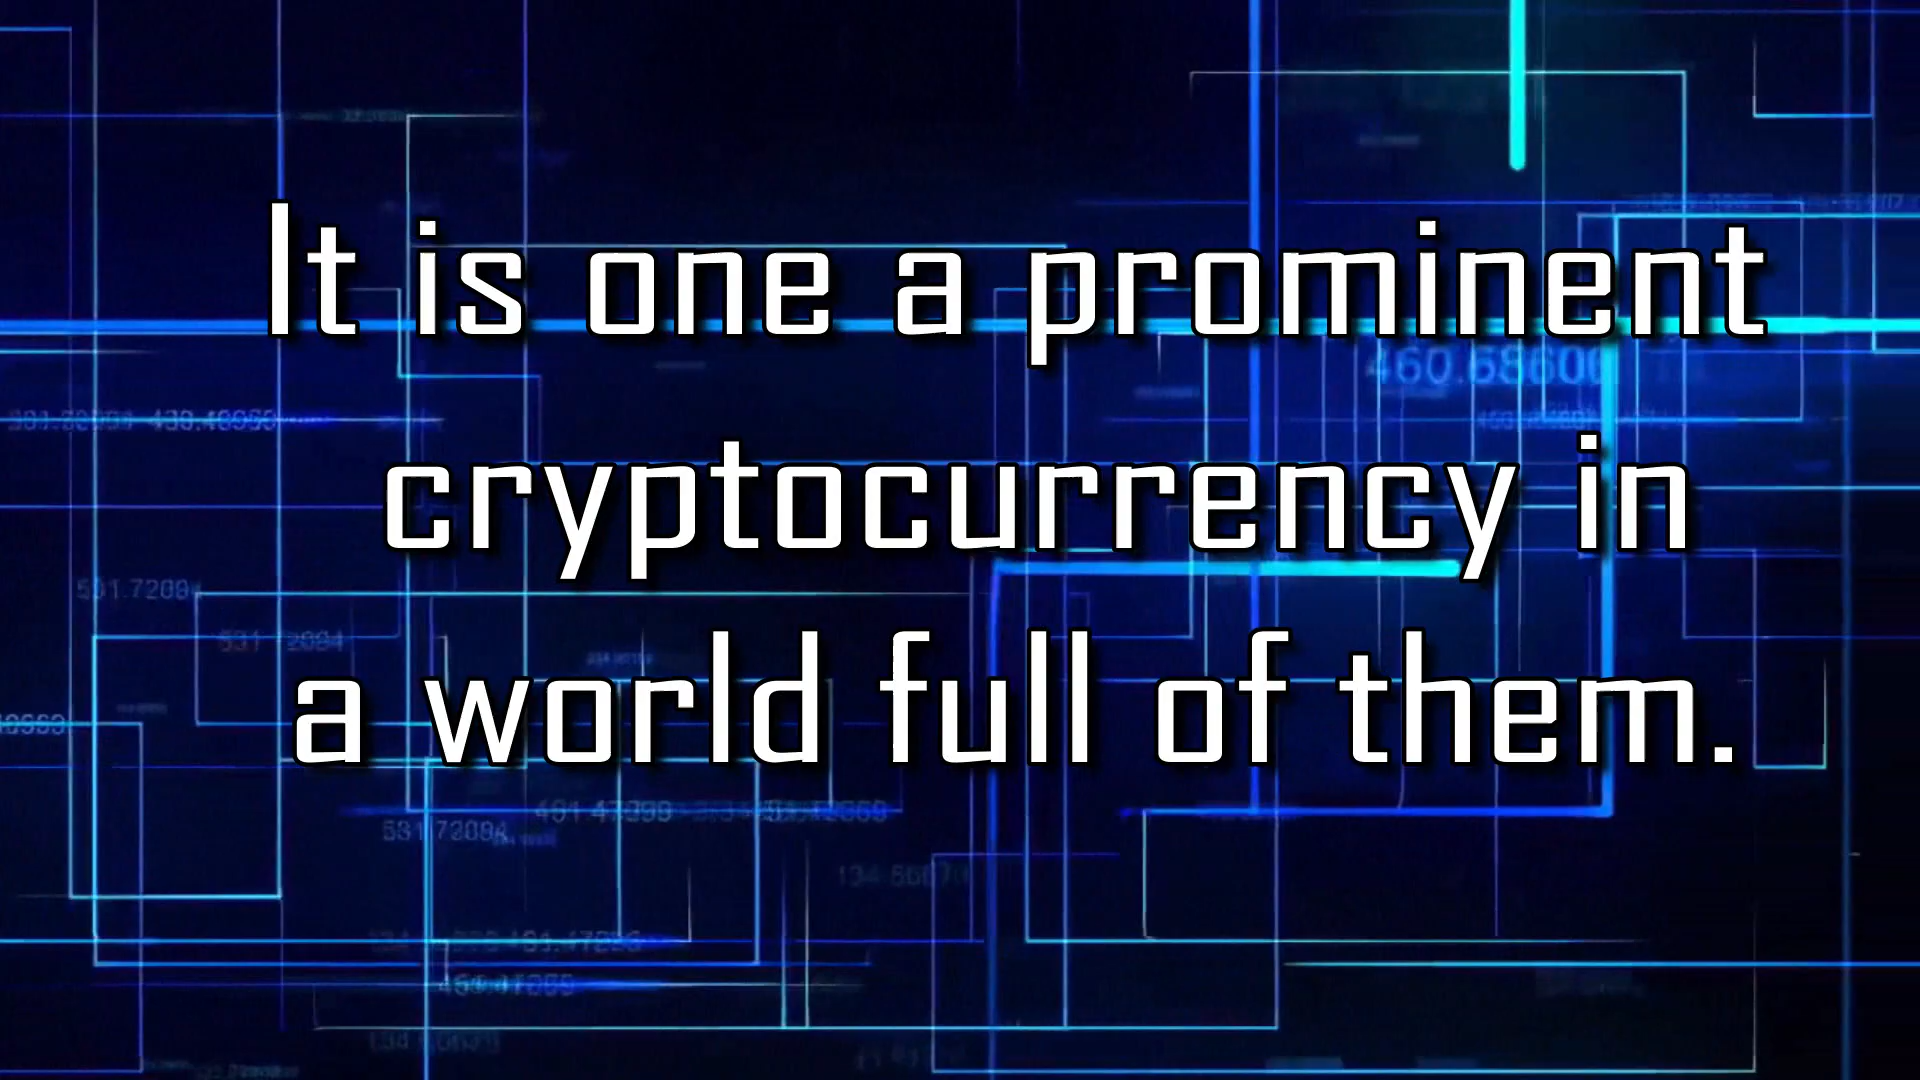 It is one a prominent
cryptocurrency in
a world full of them.